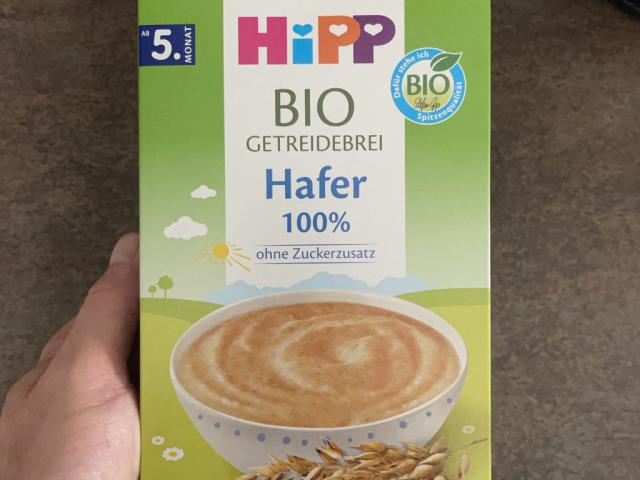 AB 5. MONAT
HiPP
Dafür stehe ich
BIO
Spitzenqualität
BIO
GETREIDEBREI
Hafer
100%
ohne Zuckerzusatz